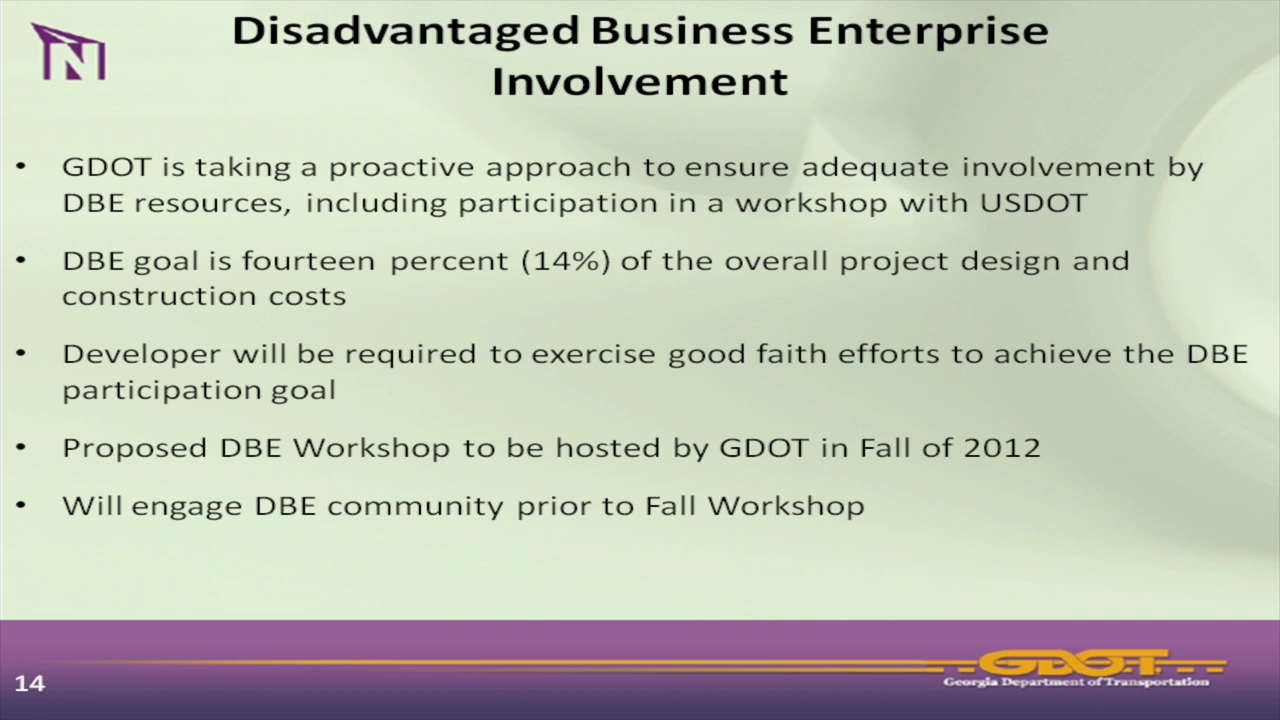 Disadvantaged Business Enterprise
Involvement
• GDOT is taking a proactive approach to ensure adequate involvement by
DBE resources, including participation in a workshop with USDOT
• DBE goal is fourteen percent (14%) of the overall project design and
construction costs
• Developer will be required to exercise good faith efforts to achieve the DBE
participation goal
• Proposed DBE Workshop to be hosted by GDOT in Fall of 2012
• Will engage DBE community prior to Fall Workshop
14
GDOT
Georgia Department of Transportation